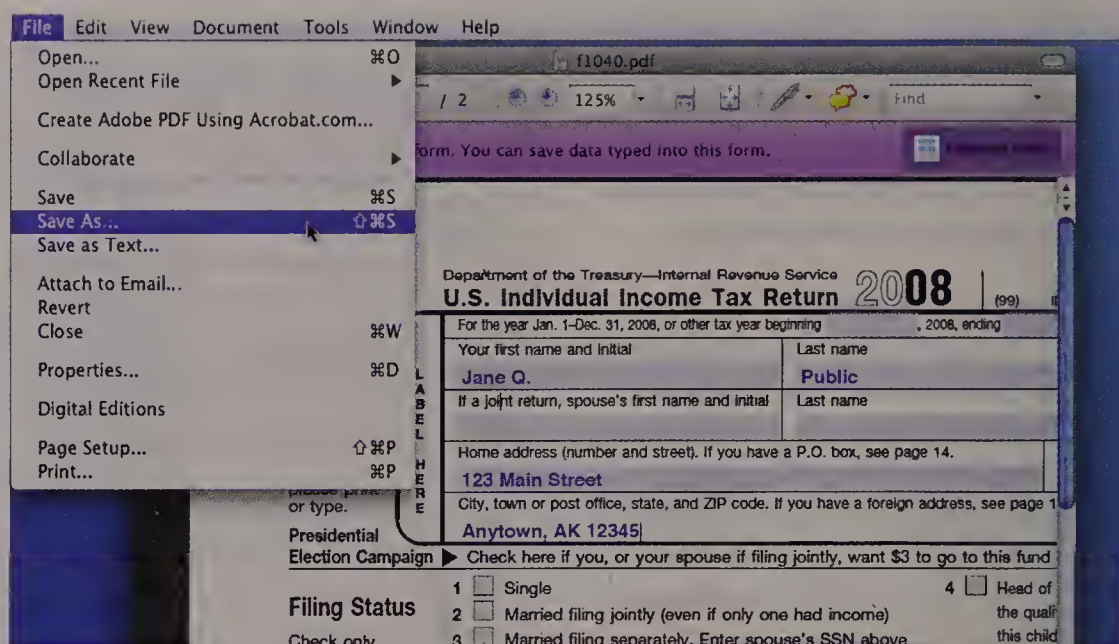 File Edit View Document Tools Window Help
Open... ⌘O
Open Recent File ▶
Create Adobe PDF Using Acrobat.com...
Collaborate ▶
Save ⌘S
Save As... ⇧⌘S
Save as Text...
Attach to Email...
Revert
Close ⌘W
Properties... ⌘D
Digital Editions
Page Setup... ⇧⌘P
Print... ⌘P
f1040.pdf
/ 2 125% Find
form. You can save data typed into this form.
Department of the Treasury—Internal Revenue Service
U.S. Individual Income Tax Return 2008 (99)
LABEL HERE
For the year Jan. 1–Dec. 31, 2008, or other tax year beginning , 2008, ending
Your first name and initial Last name
Jane Q. Public
If a joint return, spouse's first name and initial Last name
Home address (number and street). If you have a P.O. box, see page 14.
123 Main Street
please print
or type.
City, town or post office, state, and ZIP code. If you have a foreign address, see page 1
Anytown, AK 12345
Presidential
Election Campaign ▶ Check here if you, or your spouse if filing jointly, want $3 to go to this fund
Filing Status
Check only
1 Single
2 Married filing jointly (even if only one had income)
3 Married filing separately. Enter spouse's SSN above
4 Head of
the quali
this child